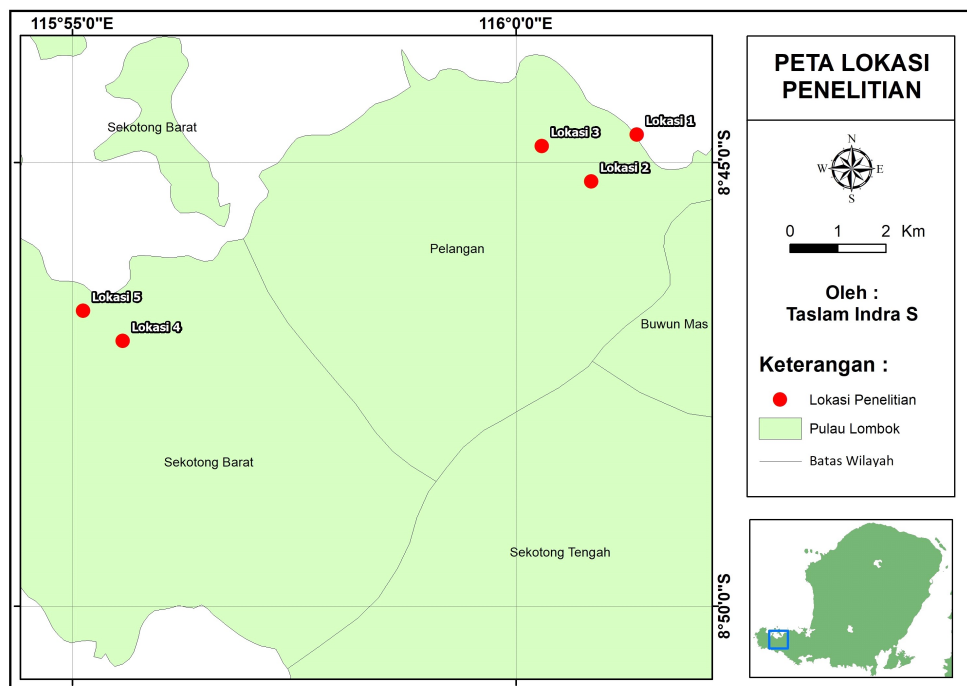 115°55'0"E
116°0'0"E
Sekotong Barat
Lokasi 1
Lokasi 3
Lokasi 2
8°45'0"S
Pelangan
Lokasi 5
Lokasi 4
Buwun Mas
Sekotong Barat
Sekotong Tengah
8°50'0"S
PETA LOKASI
PENELITIAN
N
W E
S
0 1 2 Km
Oleh :
Taslam Indra S
Keterangan :
Lokasi Penelitian
Pulau Lombok
Batas Wilayah